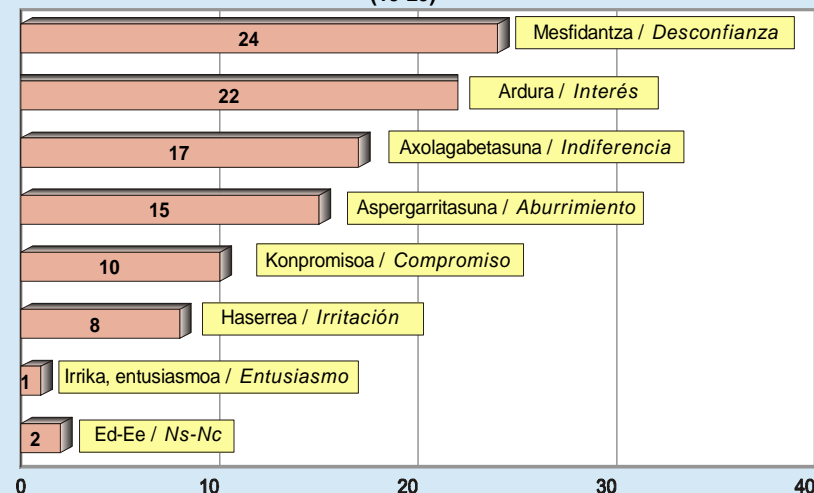 24 Mesfidantza / Desconfianza
22 Ardura / Interés
17 Axolagabetasuna / Indiferencia
15 Aspergarritasuna / Aburrimiento
10 Konpromisoa / Compromiso
8 Haserrea / Irritación
1 Irrika, entusiasmoa / Entusiasmo
2 Ed-Ee / Ns-Nc
0 10 20 30 40